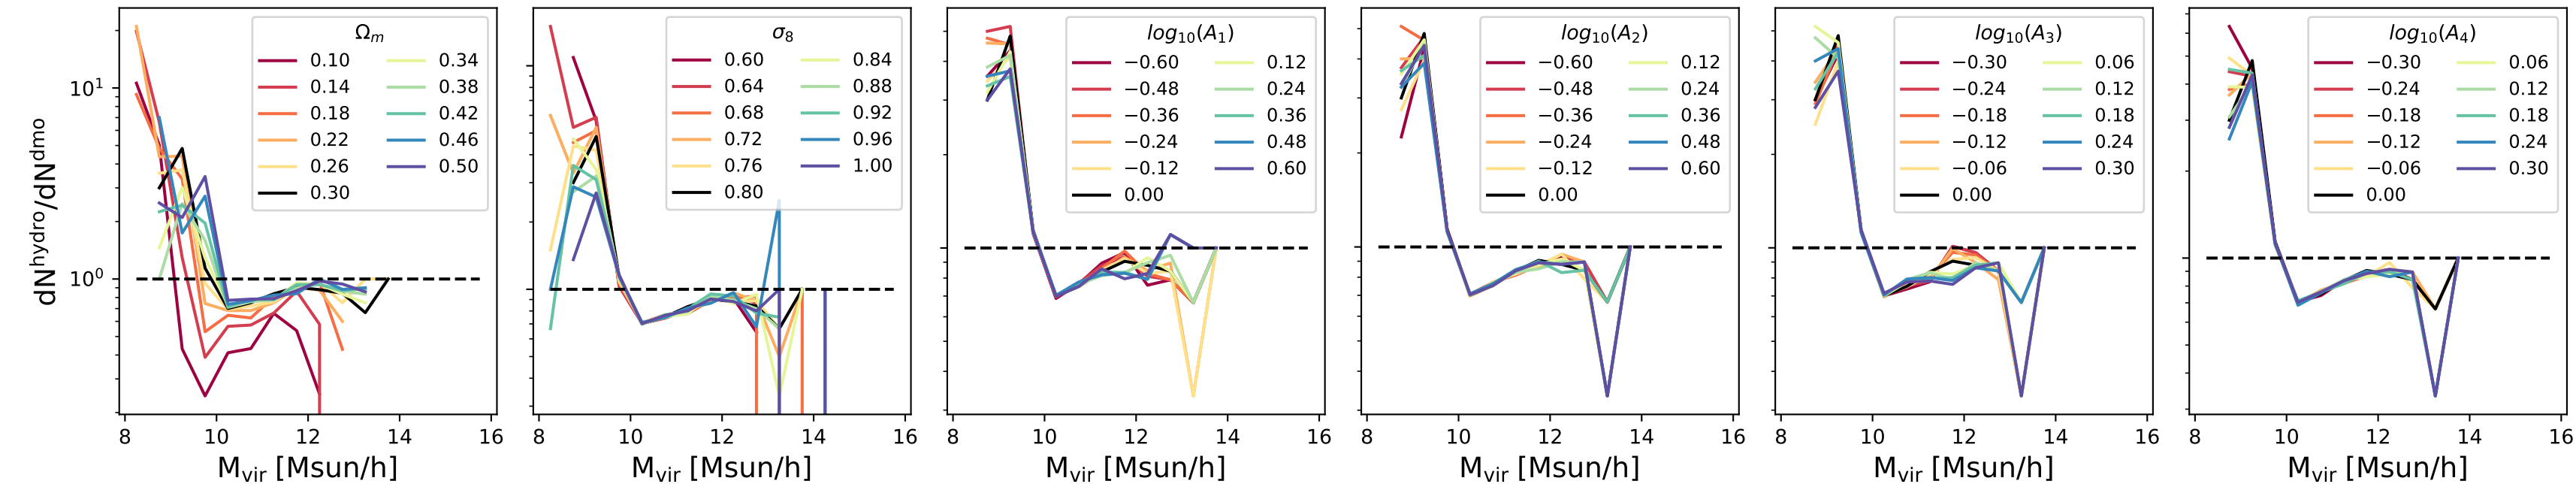 dN^hydro/dN^dmo
10^1
10^0
Ω_m
0.10 0.34
0.14 0.38
0.18 0.42
0.22 0.46
0.26 0.50
0.30
8 10 12 14 16
M_vir [Msun/h]
σ_8
0.60 0.84
0.64 0.88
0.68 0.92
0.72 0.96
0.76 1.00
0.80
8 10 12 14 16
M_vir [Msun/h]
log_10(A_1)
−0.60 0.12
−0.48 0.24
−0.36 0.36
−0.24 0.48
−0.12 0.60
0.00
8 10 12 14 16
M_vir [Msun/h]
log_10(A_2)
−0.60 0.12
−0.48 0.24
−0.36 0.36
−0.24 0.48
−0.12 0.60
0.00
8 10 12 14 16
M_vir [Msun/h]
log_10(A_3)
−0.30 0.06
−0.24 0.12
−0.18 0.18
−0.12 0.24
−0.06 0.30
0.00
8 10 12 14 16
M_vir [Msun/h]
log_10(A_4)
−0.30 0.06
−0.24 0.12
−0.18 0.18
−0.12 0.24
−0.06 0.30
0.00
8 10 12 14 16
M_vir [Msun/h]